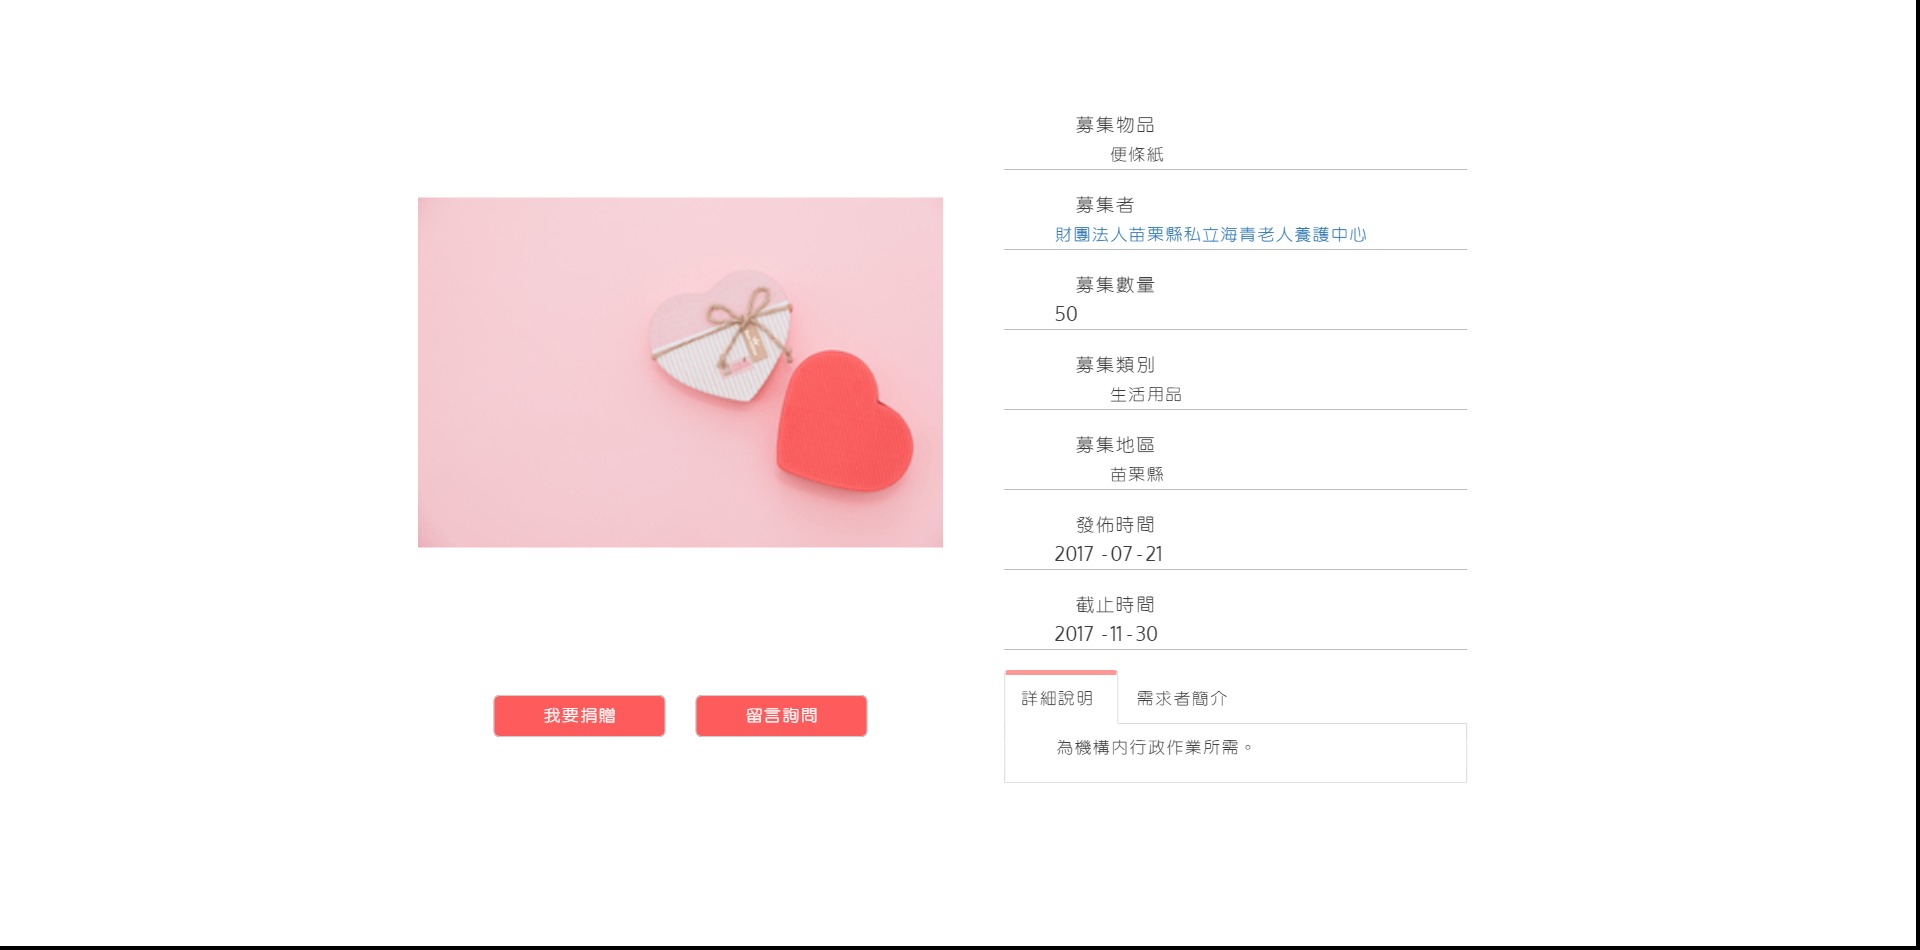 募集物品
便條紙
募集者
財團法人苗栗縣私立海青老人養護中心
募集數量
50
募集類別
生活用品
募集地區
苗栗縣
發佈時間
2017 -07-21
截止時間
2017 -11-30
我要捐贈
留言詢問
詳細說明
需求者簡介
為機構內行政作業所需。